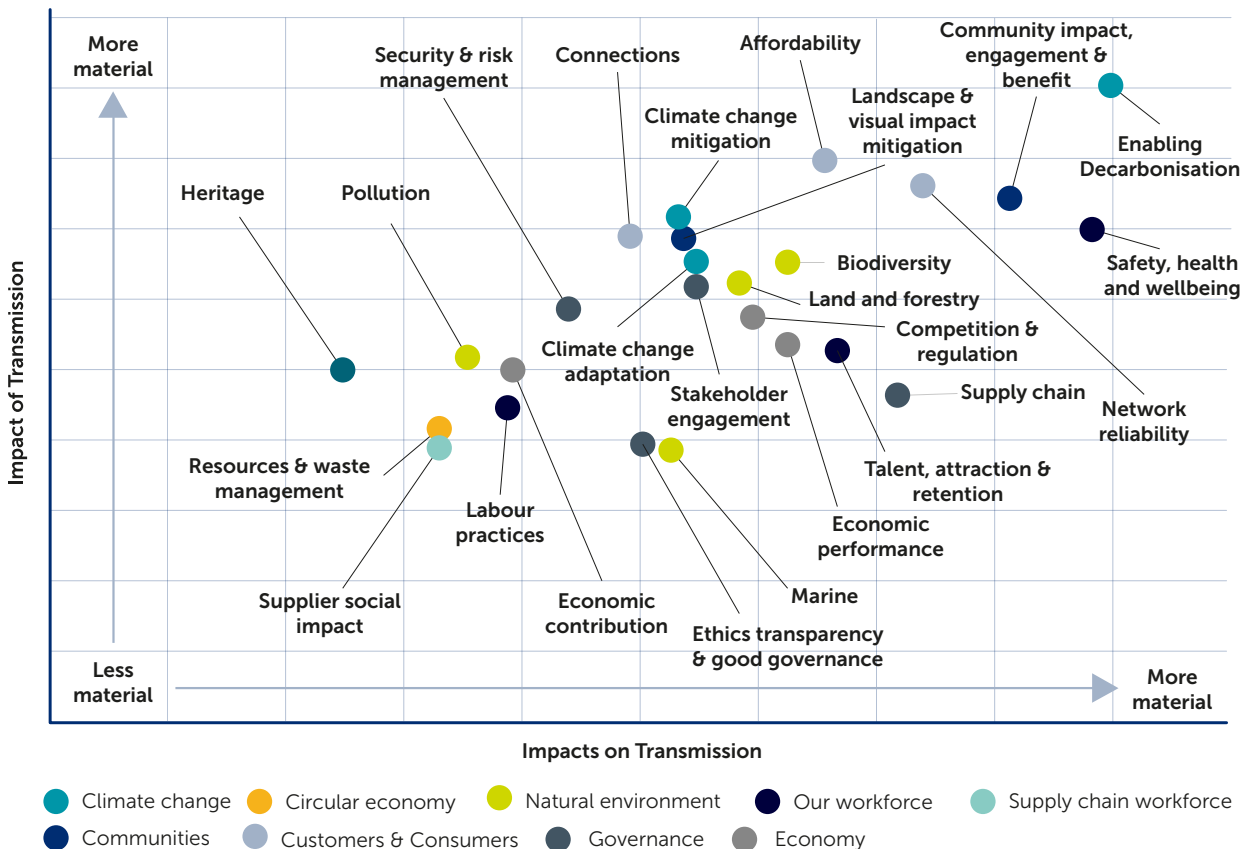 More
material
Security & risk
management
Connections
Affordability
Community impact,
engagement &
benefit
Climate change
mitigation
Landscape &
visual impact
mitigation
Enabling
Decarbonisation
Heritage
Pollution
Biodiversity
Safety, health
and wellbeing
Land and forestry
Competition &
regulation
Climate change
adaptation
Stakeholder
engagement
Supply chain
Network
reliability
Resources & waste
management
Talent, attraction &
retention
Labour
practices
Economic
performance
Supplier social
impact
Economic
contribution
Marine
Ethics transparency
& good governance
Less
material
More
material
Impact of Transmission
Impacts on Transmission
Climate change
Circular economy
Natural environment
Our workforce
Supply chain workforce
Communities
Customers & Consumers
Governance
Economy